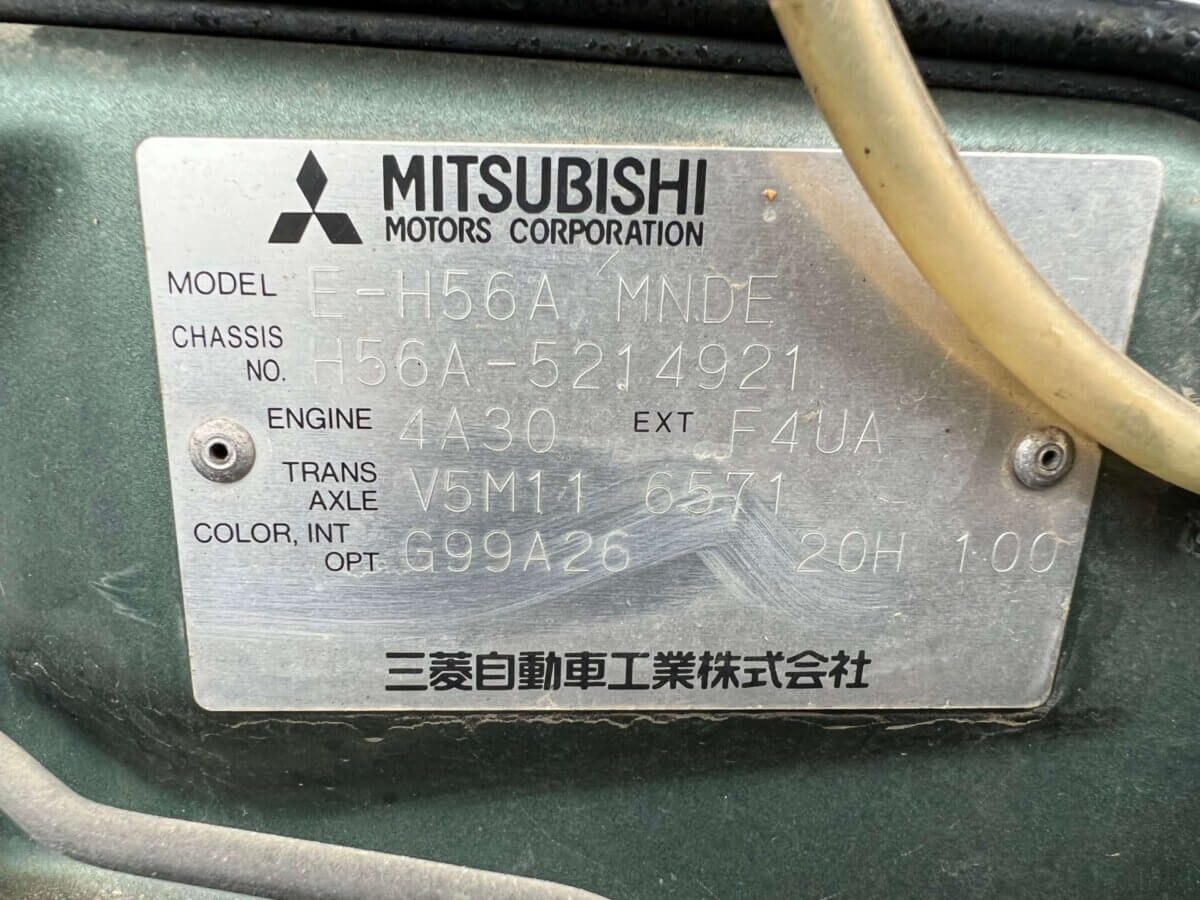 MITSUBISHI
MOTORS CORPORATION
MODEL E-H56A MNDE
CHASSIS NO. H56A-5214921
ENGINE 4A30 EXT F4UA
TRANS AXLE V5M11 6571
COLOR, INT OPT G99A26 20H 100
三菱自動車工業株式会社